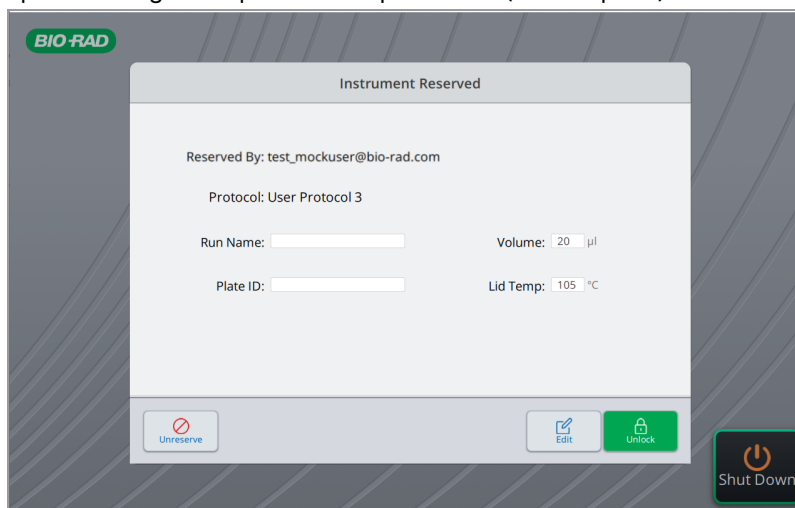 BIO-RAD
Instrument Reserved
Reserved By: test_mockuser@bio-rad.com
Protocol: User Protocol 3
Run Name:
Volume: 20 µl
Plate ID:
Lid Temp: 105 °C
Unreserve
Edit
Unlock
Shut Down